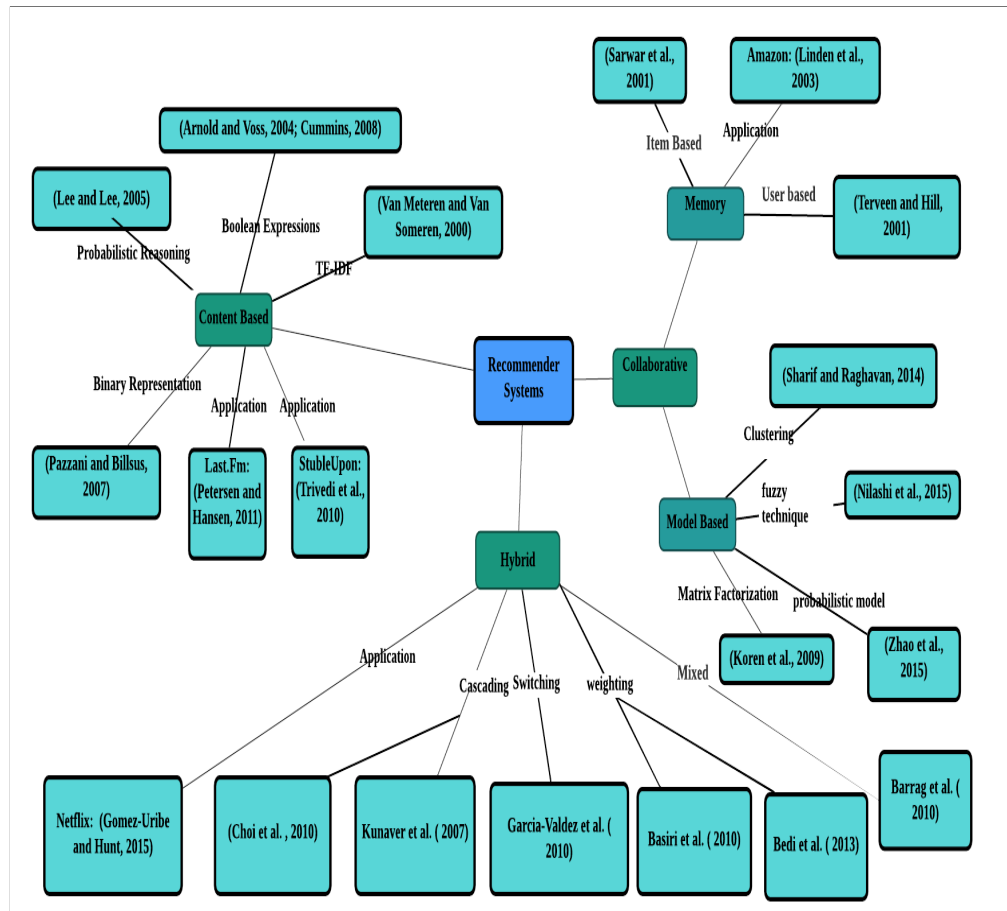 (Sarwar et al.,
2001)
Amazon: (Linden et al.,
2003)
(Arnold and Voss, 2004; Cummins, 2008)
Application
Item Based
(Lee and Lee, 2005)
(Van Meteren and Van
Someren, 2000)
Memory
User based
(Terveen and Hill,
2001)
Boolean Expressions
Probabilistic Reasoning
TF-IDF
Content Based
Recommender
Systems
Collaborative
(Sharif and Raghavan, 2014)
Binary Representation
Application
Application
Clustering
(Pazzani and Billsus,
2007)
Last.Fm:
(Petersen and
Hansen, 2011)
StubleUpon:
(Trivedi et al.,
2010)
fuzzy
technique
(Nilashi et al., 2015)
Model Based
Hybrid
Matrix Factorization
probabilistic model
(Koren et al., 2009)
(Zhao et al.,
2015)
Application
Cascading
Switching
weighting
Mixed
Netflix: (Gomez-Uribe
and Hunt, 2015)
(Choi et al. , 2010)
Kunaver et al. ( 2007)
Garcia-Valdez et al. (
2010)
Basiri et al. ( 2010)
Bedi et al. ( 2013)
Barrag et al. (
2010)